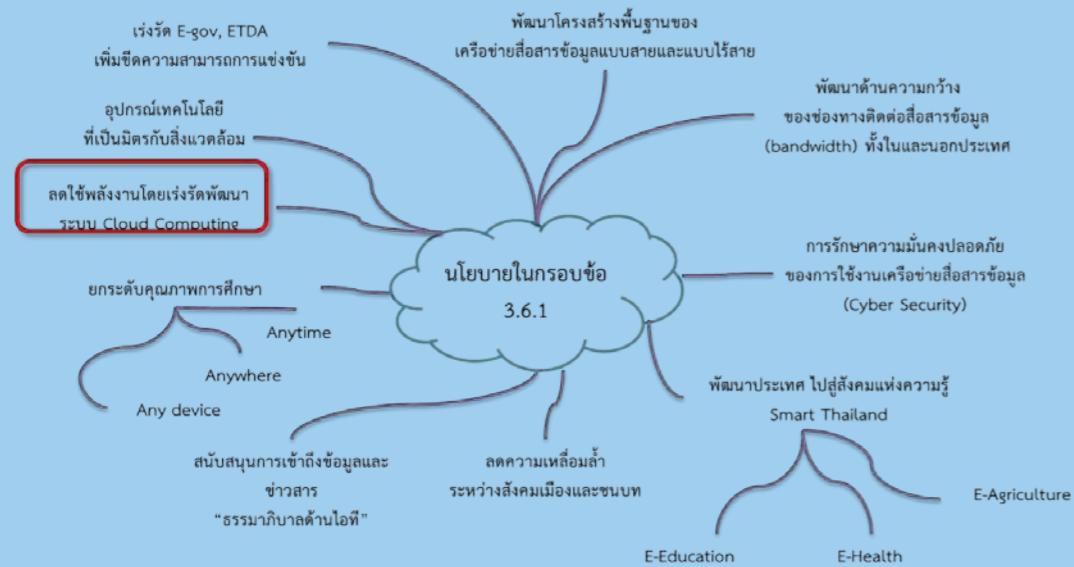 เร่งรัด E-gov, ETDA
เพิ่มขีดความสามารถการแข่งขัน
พัฒนาโครงสร้างพื้นฐานของ
เครือข่ายสื่อสารข้อมูลแบบสายและแบบไร้สาย
พัฒนาด้านความกว้าง
ของช่องทางติดต่อสื่อสารข้อมูล
(bandwidth) ทั้งในและนอกประเทศ
อุปกรณ์เทคโนโลยี
ที่เป็นมิตรกับสิ่งแวดล้อม
ลดใช้พลังงานโดยเร่งรัดพัฒนา
ระบบ Cloud Computing
นโยบายในกรอบข้อ
3.6.1
การรักษาความมั่นคงปลอดภัย
ของการใช้งานเครือข่ายสื่อสารข้อมูล
(Cyber Security)
ยกระดับคุณภาพการศึกษา
Anytime
Anywhere
Any device
พัฒนาประเทศ ไปสู่สังคมแห่งความรู้
Smart Thailand
สนับสนุนการเข้าถึงข้อมูลและ
ข่าวสาร
“ธรรมาภิบาลด้านไอที”
ลดความเหลื่อมล้ำ
ระหว่างสังคมเมืองและชนบท
E-Agriculture
E-Education
E-Health